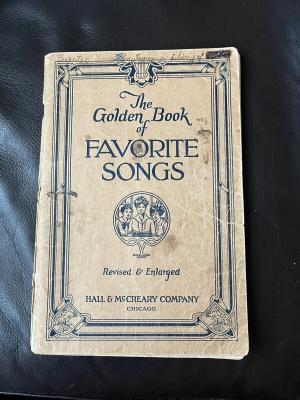 The
Golden Book
of
FAVORITE
SONGS
Revised & Enlarged
HALL & McCREARY COMPANY
CHICAGO